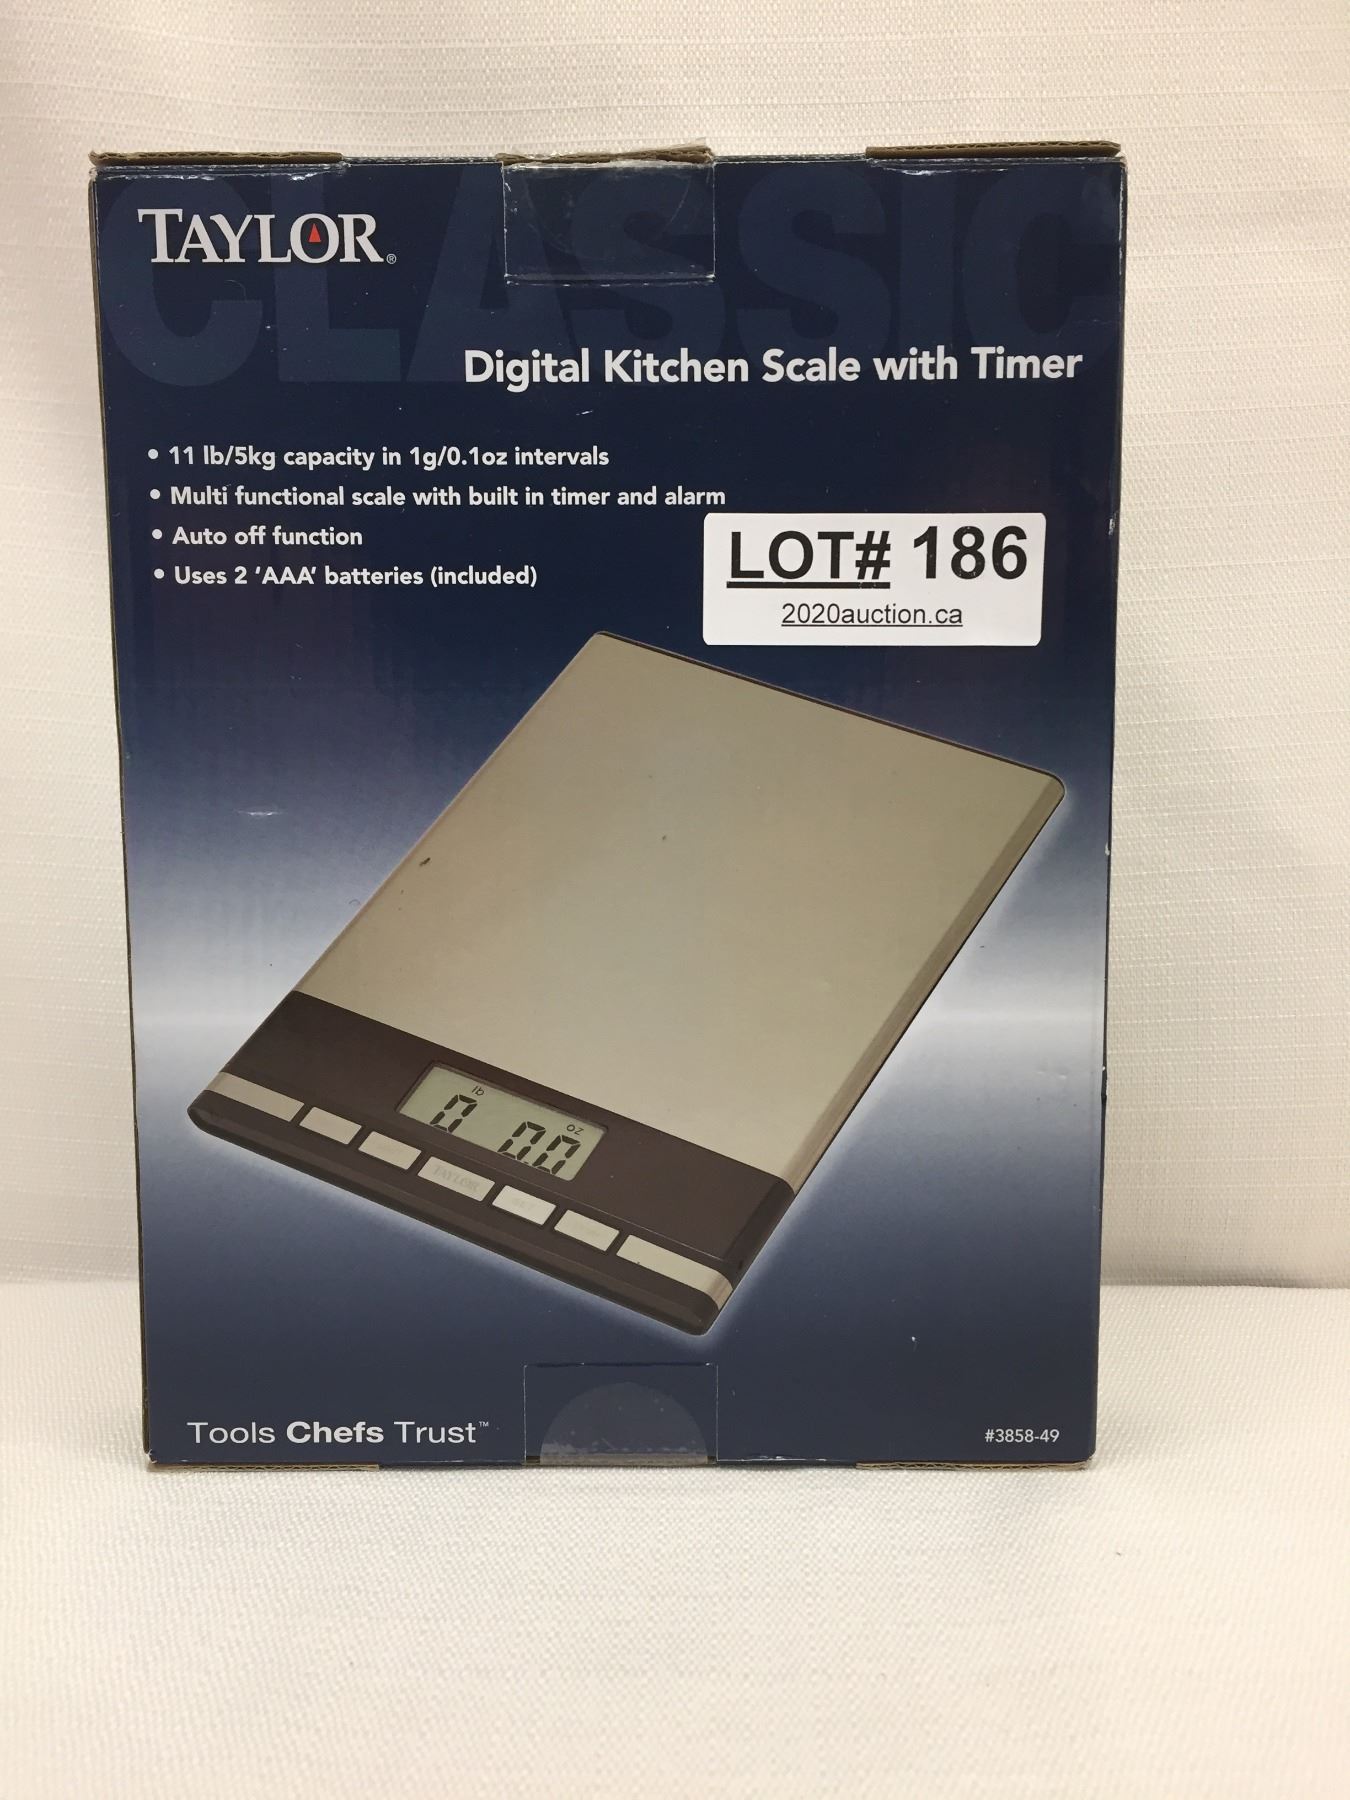 CLASSIC
TAYLOR®
Digital Kitchen Scale with Timer
• 11 lb/5kg capacity in 1g/0.1oz intervals
• Multi functional scale with built in timer and alarm
• Auto off function
• Uses 2 ‘AAA’ batteries (included)
LOT# 186
2020auction.ca
lb
oz
0 0.0
TAYLOR
Tools Chefs Trust™
#3858-49